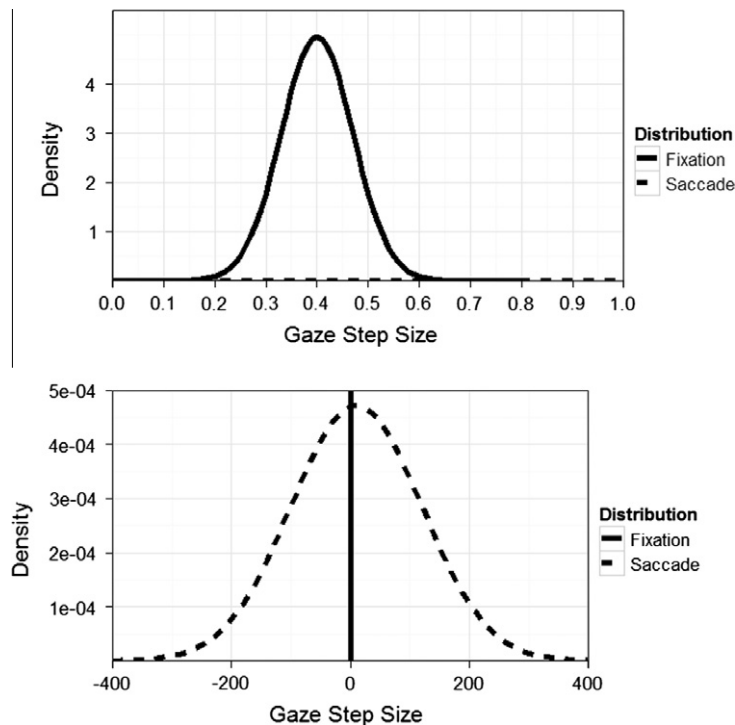 4
3
2
1
Density
0.0 0.1 0.2 0.3 0.4 0.5 0.6 0.7 0.8 0.9 1.0
Gaze Step Size
Distribution
Fixation
Saccade
5e-04
4e-04
3e-04
2e-04
1e-04
Density
-400 -200 0 200 400
Gaze Step Size
Distribution
Fixation
Saccade